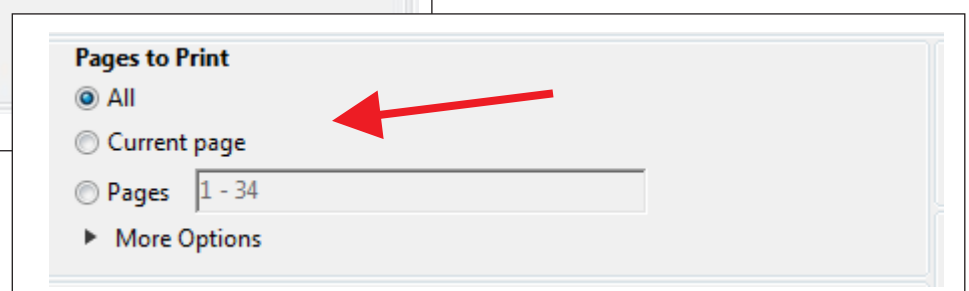 Pages to Print
All
Current page
Pages 1 - 34
More Options